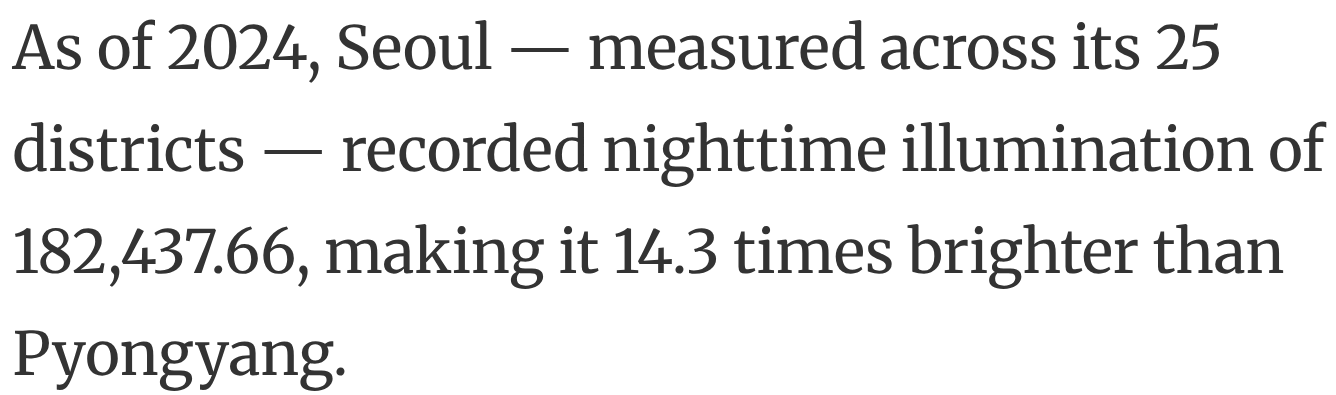 As of 2024, Seoul — measured across its 25
districts — recorded nighttime illumination of
182,437.66, making it 14.3 times brighter than
Pyongyang.